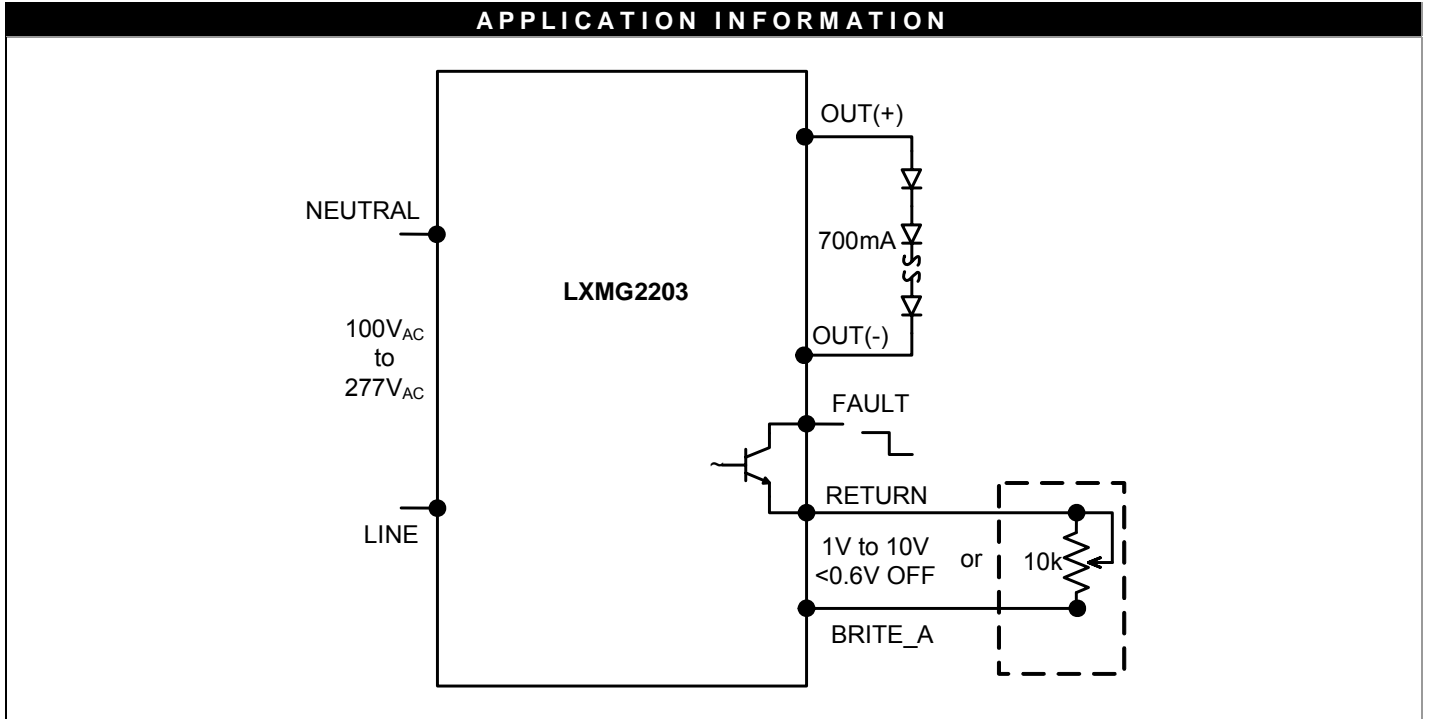 APPLICATION INFORMATION
OUT(+)
NEUTRAL
700mA
LXMG2203
100VAC
to
277VAC
OUT(-)
FAULT
~
RETURN
LINE
1V to 10V
<0.6V OFF
or
10k
BRITE_A